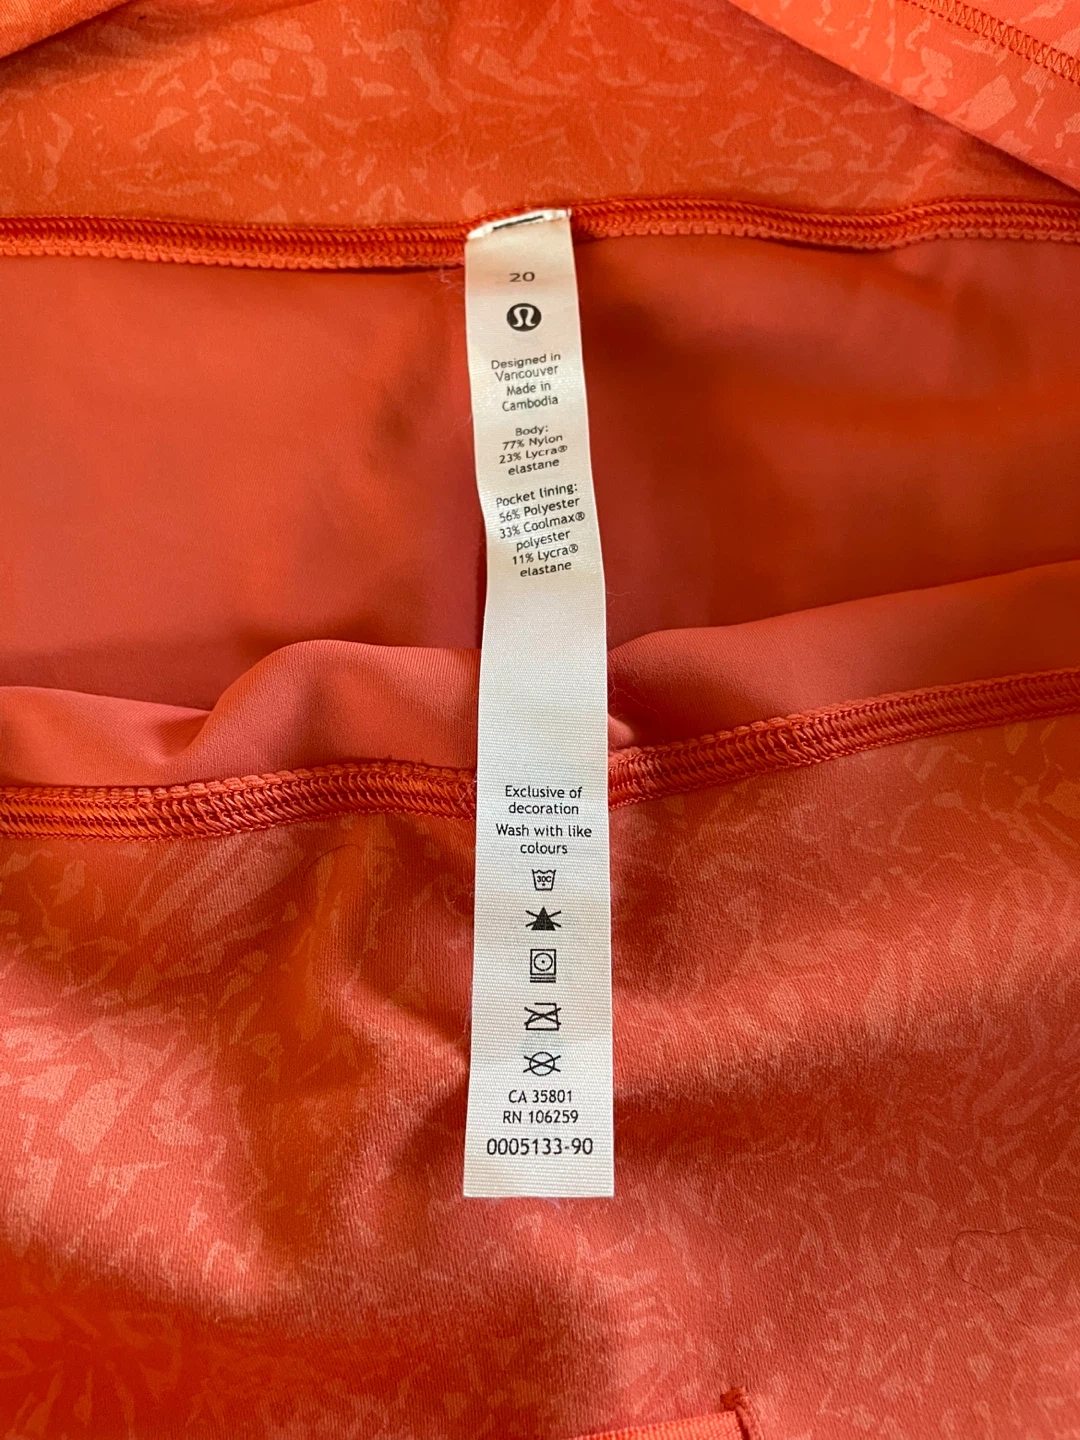 20
Designed in
Vancouver
Made in
Cambodia
Body:
77% Nylon
23% Lycra®
elastane
Pocket lining:
56% Polyester
33% Coolmax®
polyester
11% Lycra®
elastane
Exclusive of
decoration
Wash with like
colours
30C
CA 35801
RN 106259
0005133-90